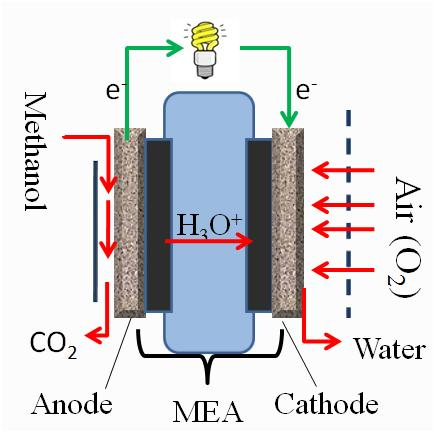 e⁻
e⁻
Methanol
H₃O⁺
Air (O₂)
CO₂
Water
Anode
MEA
Cathode